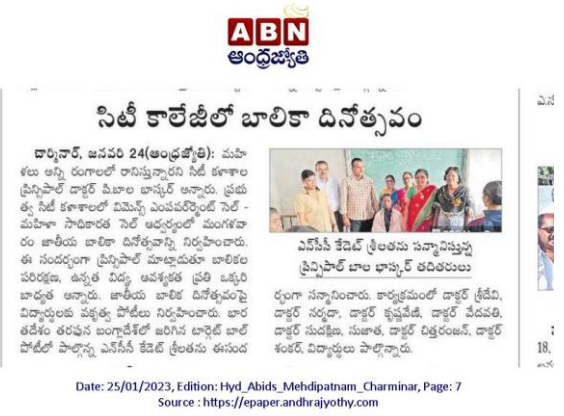 ABN
ఆంధ్రజ్యోతి
సిటీ కాలేజీలో బాలికా దినోత్సవం
చార్మినార్, జనవరి 24(ఆంధ్రజ్యోతి): మహి
ళలు అన్ని రంగాలలో రానిస్తున్నారని సిటీ కళాశాల
ప్రిన్సిపాల్ డాక్టర్ పి.బాల భాస్కర్ అన్నారు. ప్రభు
త్వ సిటీ కళాశాలలో విమెన్స్ ఎంపవర్‌మెంట్ సెల్ -
మహిళా సాధికారత సెల్ ఆధ్వర్యంలో మంగళవా
రం జాతీయ బాలికా దినోత్సవాన్ని నిర్వహించారు.
ఈ సందర్భంగా ప్రిన్సిపాల్ మాట్లాడుతూ బాలికల
పరిరక్షణ, ఉన్నత విద్య ఆవశ్యకత ప్రతి ఒక్కరి
బాధ్యత అన్నారు. జాతీయ బాలిక దినోత్సవంపై
విద్యార్థులకు వకృత్వ పోటీలు నిర్వహించారు. భార
తదేశం తరఫున బంగ్లాదేశ్‌లో జరిగిన టార్గెట్ బాల్
పోటీలో పాల్గొన్న ఎన్‌సీసీ కేడెట్ శ్రీలతను ఈసంద
ఎన్‌సీసీ కేడెట్ శ్రీలతను సన్మానిస్తున్న
ప్రిన్సిపాల్ బాల భాస్కర్ తదితరులు
ర్భంగా సన్మానించారు. కార్యక్రమంలో డాక్టర్ శ్రీదేవి,
డాక్టర్ నర్మదా, డాక్టర్ కృష్ణవేణి, డాక్టర్ వేదవతి,
డాక్టర్ సుదక్షిణ, సుజాత, డాక్టర్ చిత్తరంజన్, డాక్టర్
శంకర్, విద్యార్థులు పాల్గొన్నారు.
18,
Date: 25/01/2023, Edition: Hyd_Abids_Mehdipatnam_Charminar, Page: 7
Source : https://epaper.andhrajyothy.com